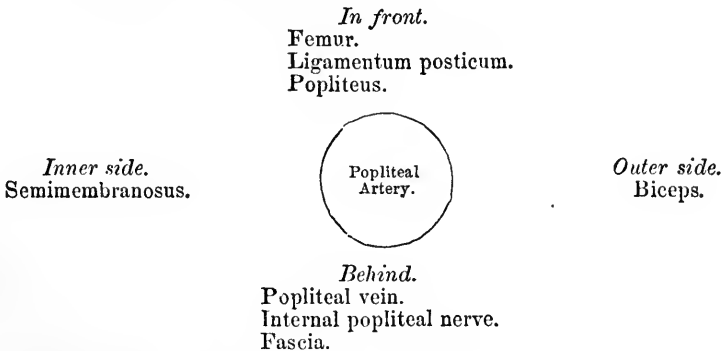 In front.
Femur.
Ligamentum posticum.
Popliteus.
Inner side.
Semimembranosus.
Popliteal
Artery.
Outer side.
Biceps.
Behind.
Popliteal vein.
Internal popliteal nerve.
Fascia.